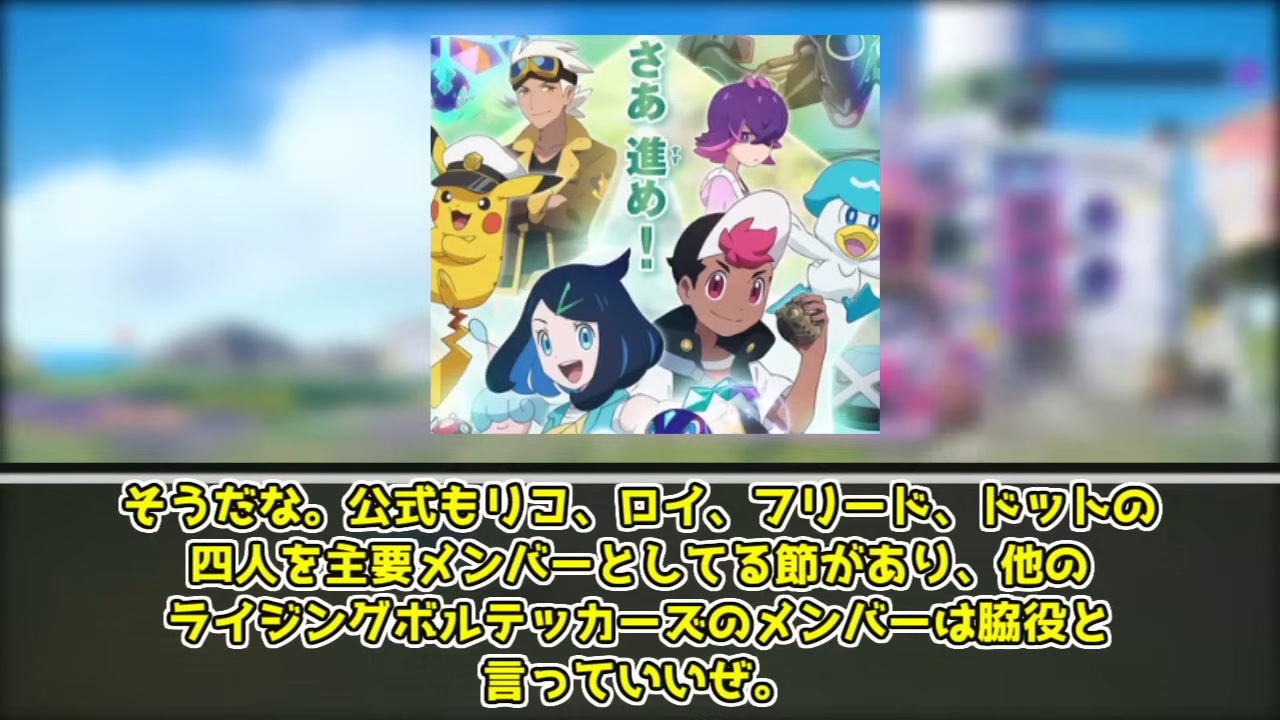 さあ
進め!
すす
そうだな。公式もリコ、ロイ、フリード、ドットの
四人を主要メンバーとしてる節があり、他の
ライジングボルテッカーズのメンバーは脇役と
言っていいぜ。